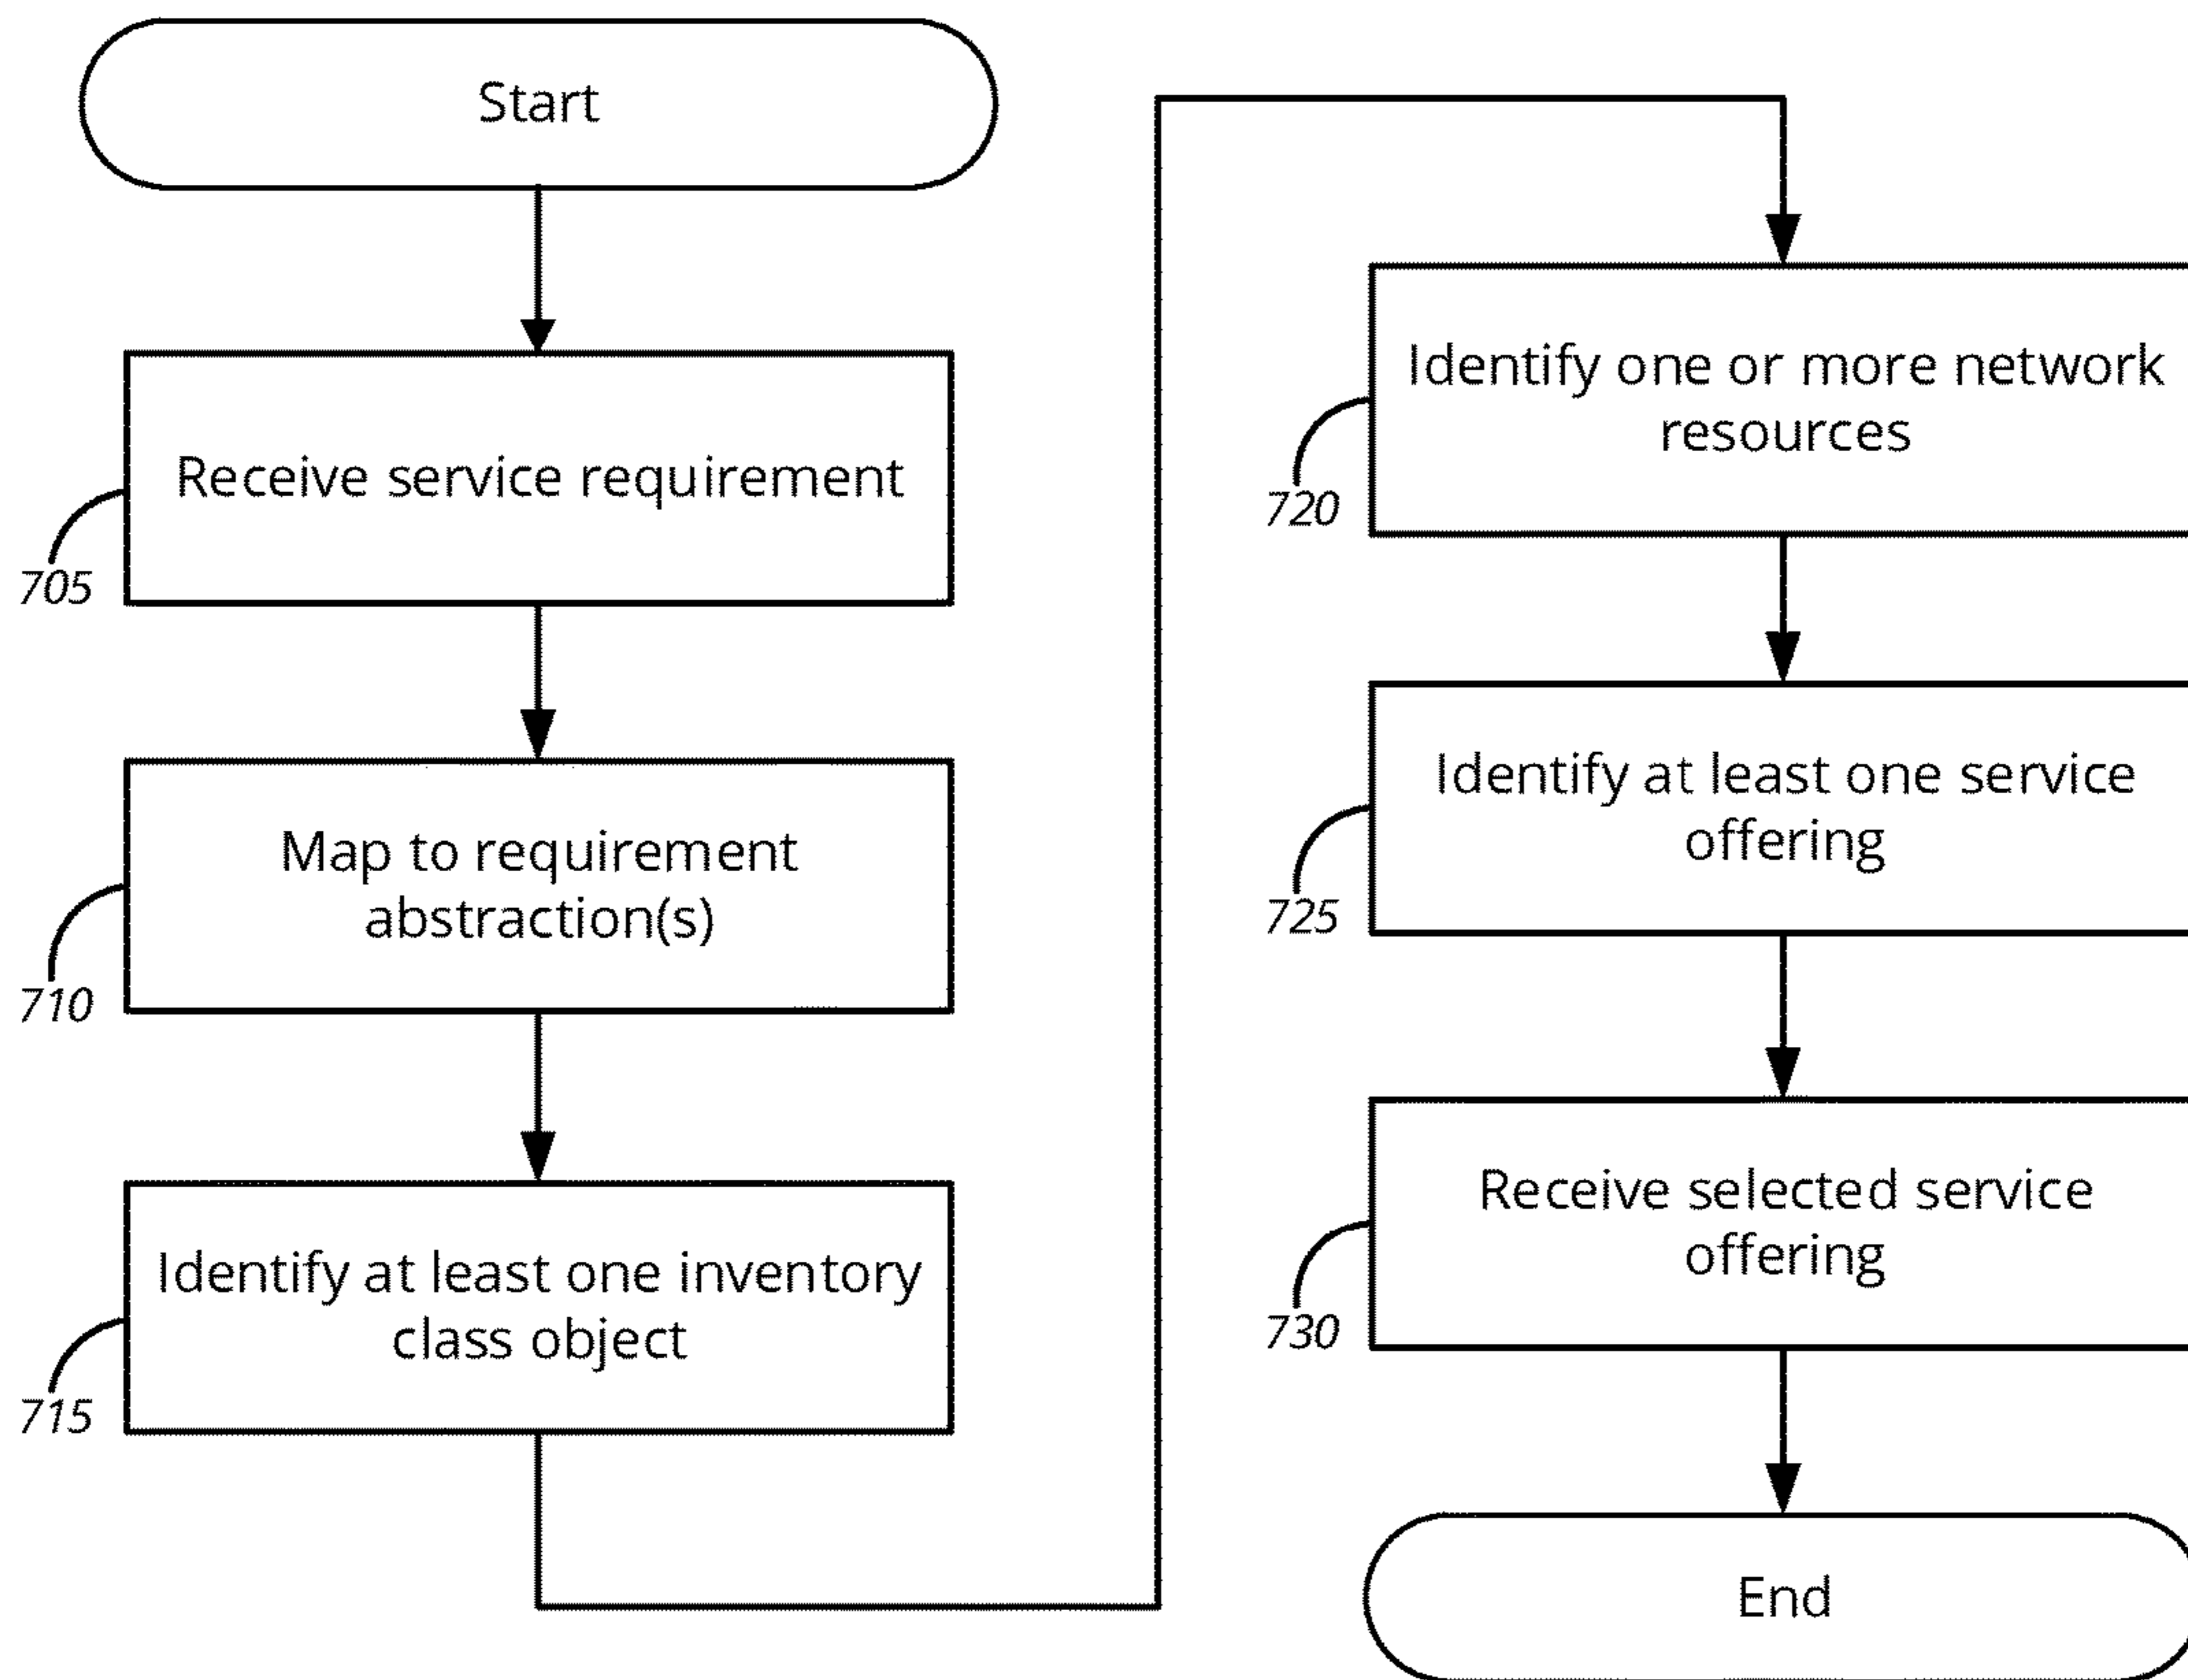 Start
Receive service requirement
705
Map to requirement
abstraction(s)
710
Identify at least one inventory
class object
715
Identify one or more network
resources
720
Identify at least one service
offering
725
Receive selected service
offering
730
End